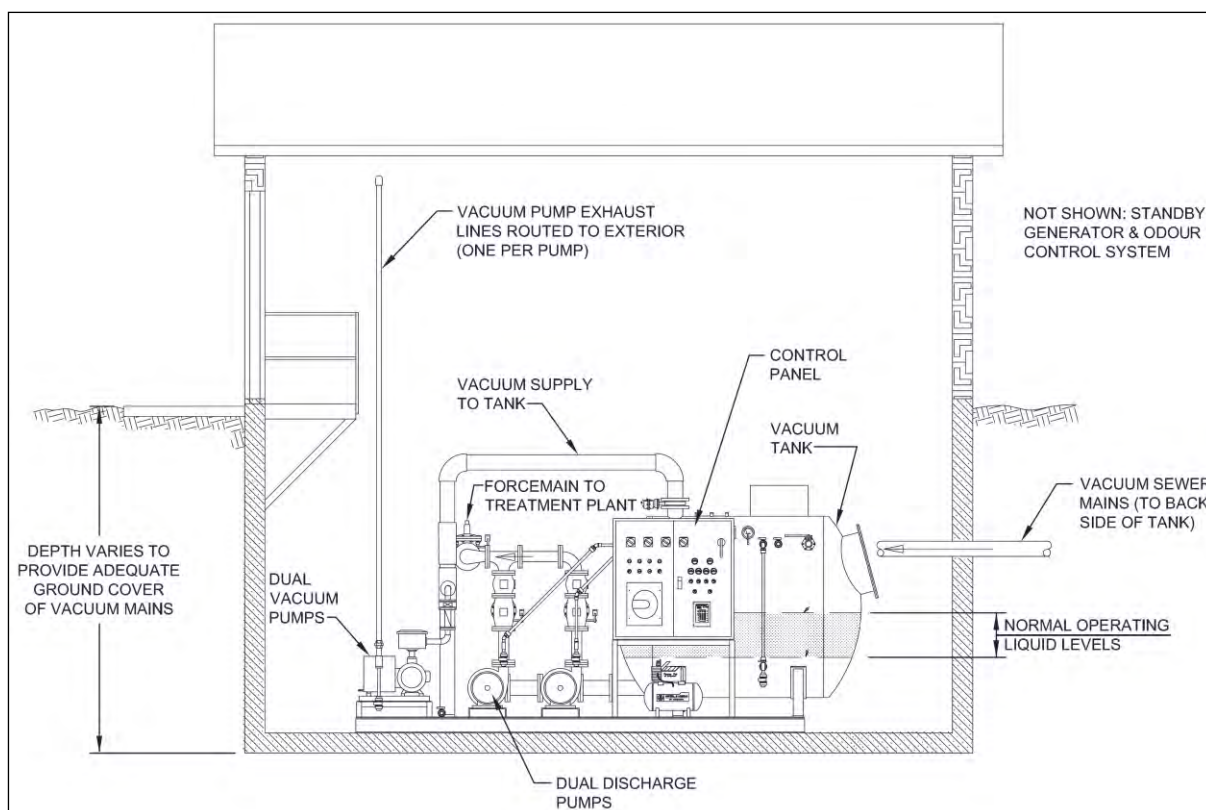 VACUUM PUMP EXHAUST
LINES ROUTED TO EXTERIOR
(ONE PER PUMP)
NOT SHOWN: STANDBY
GENERATOR & ODOUR
CONTROL SYSTEM
CONTROL
PANEL
VACUUM SUPPLY
TO TANK
VACUUM
TANK
FORCEMAIN TO
TREATMENT PLANT
VACUUM SEWER
MAINS (TO BACK
SIDE OF TANK)
DEPTH VARIES TO
PROVIDE ADEQUATE
GROUND COVER
OF VACUUM MAINS
DUAL
VACUUM
PUMPS
NORMAL OPERATING
LIQUID LEVELS
DUAL DISCHARGE
PUMPS